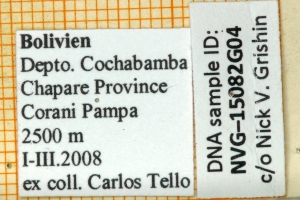 Bolivien
Depto. Cochabamba
Chapare Province
Corani Pampa
2500 m
I-III.2008
ex coll. Carlos Tello
DNA sample ID:
NVG-15082G04
c/o Nick V. Grishin